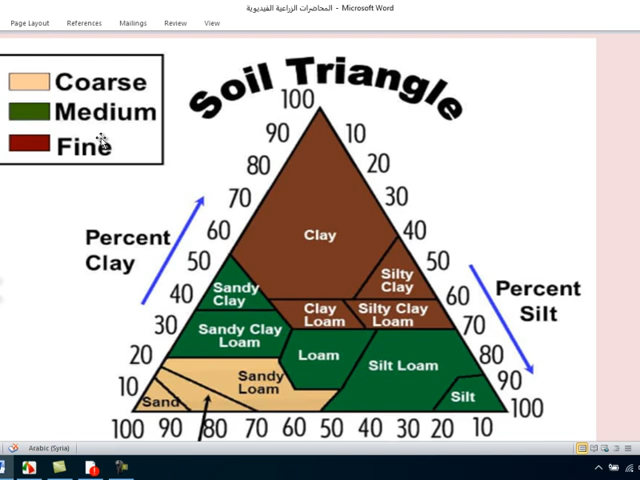 المحاضرات الزراعية الفيديوية - Microsoft Word
Page Layout References Mailings Review View
Soil Triangle
Coarse
Medium
Fine
100
90 10
80 20
70 30
60 40
50 50
40 60
30 70
20 80
10 90
100
Percent
Clay
Percent
Silt
Clay
Silty
Clay
Sandy
Clay
Clay
Loam
Silty Clay
Loam
Sandy Clay
Loam
Loam
Silt Loam
Sandy
Loam
Silt
Sand
100 90 80 70 60 50 40 30 20 10
Arabic (Syria)